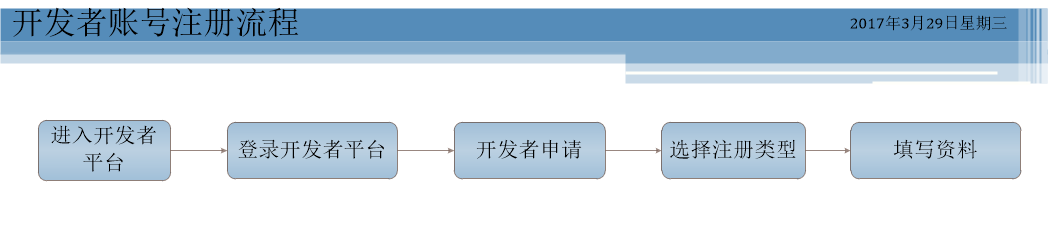 开发者账号注册流程
2017年3月29日星期三
进入开发者
平台
登录开发者平台
开发者申请
选择注册类型
填写资料